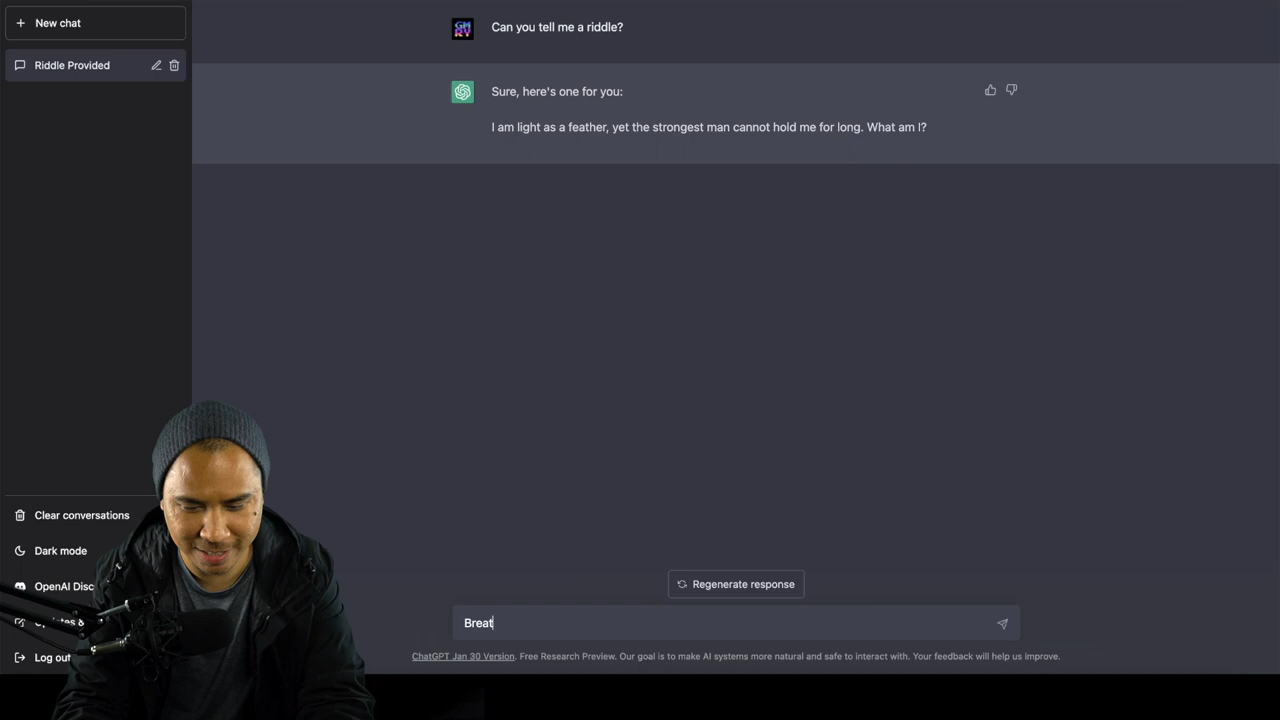 New chat
Riddle Provided
Can you tell me a riddle?
Sure, here's one for you:
I am light as a feather, yet the strongest man cannot hold me for long. What am I?
Clear conversations
Dark mode
OpenAI Disc
Log out
Regenerate response
Breat
ChatGPT Jan 30 Version. Free Research Preview. Our goal is to make AI systems more natural and safe to interact with. Your feedback will help us improve.